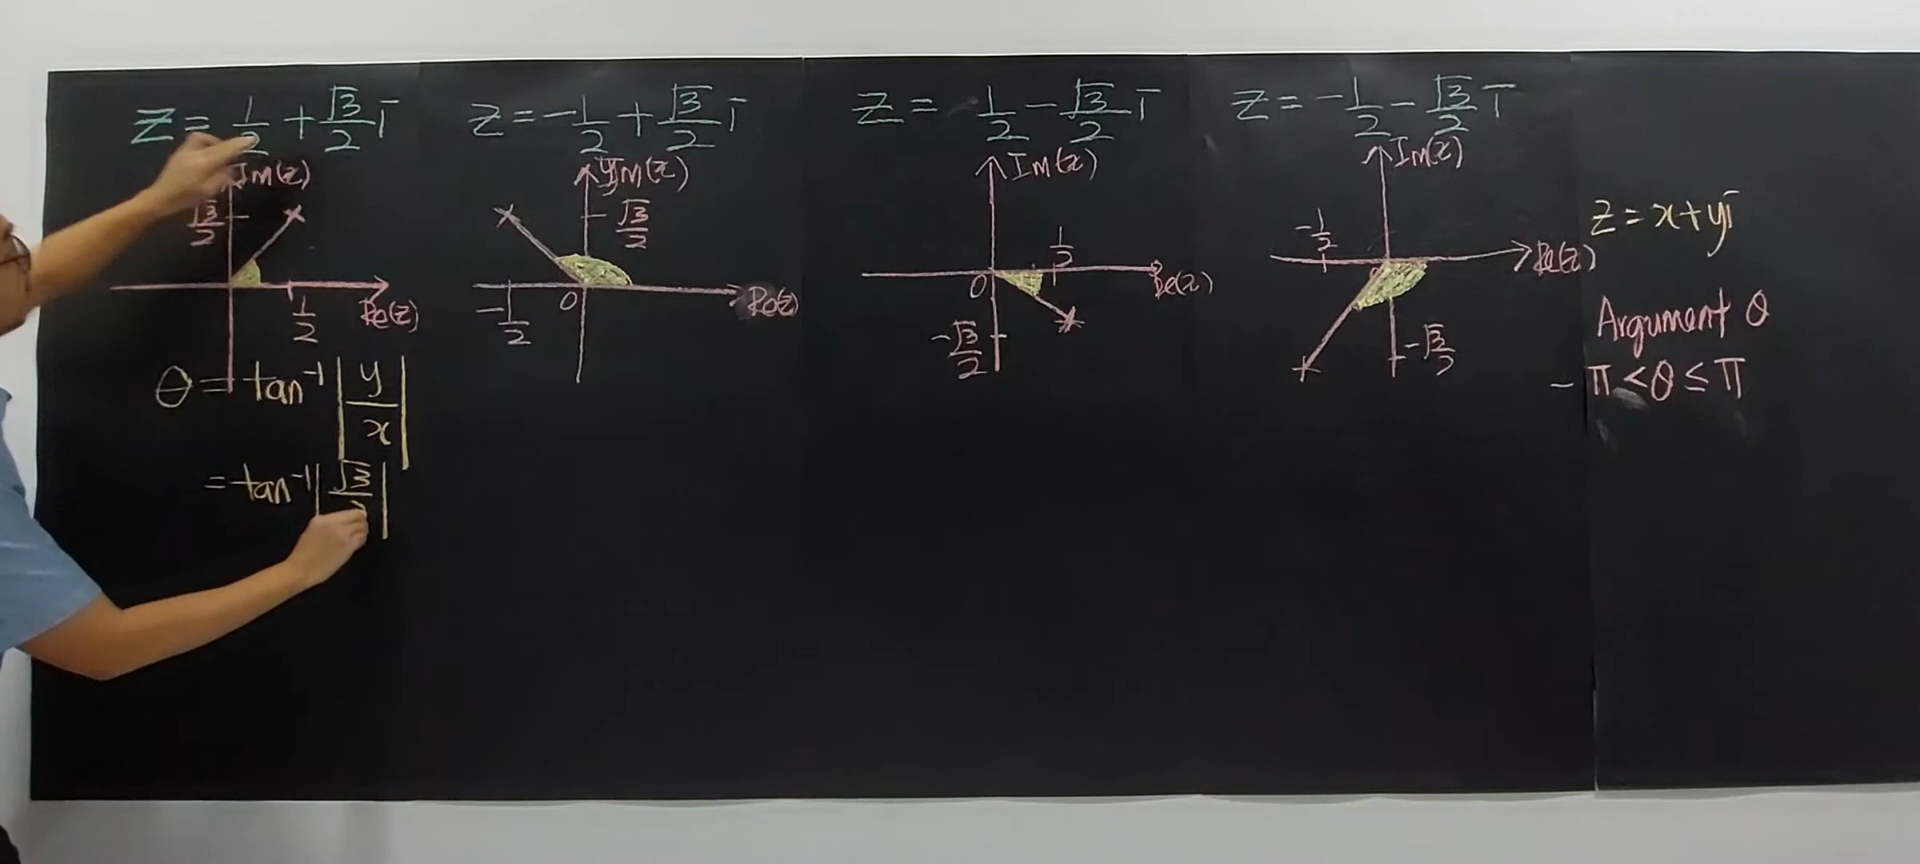 z = 1/2 + √3/2 i
Im(z)
√3/2
1/2
Re(z)
θ = tan⁻¹ |y/x|
= tan⁻¹ |√3/2|
z = -1/2 + √3/2 i
Im(z)
√3/2
-1/2
0
Re(z)
z = 1/2 - √3/2 i
Im(z)
1/2
0
Re(z)
-√3/2
z = -1/2 - √3/2 i
Im(z)
-1/2
Re(z)
-√3/2
z = x + yi
Argument θ
-π < θ ≤ π